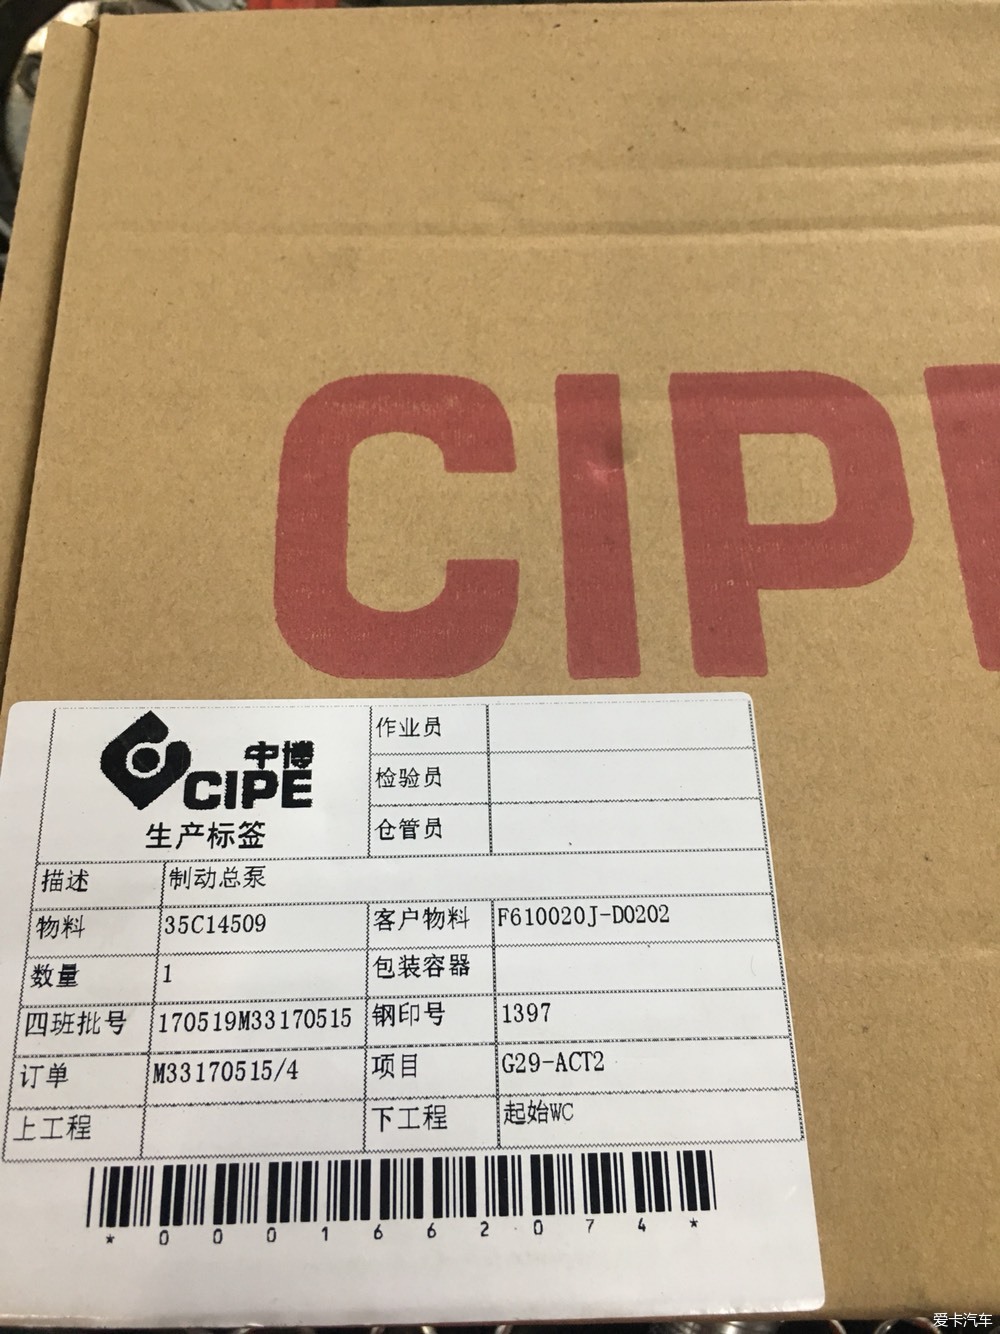 CIP
中博
CIPE
生产标签
作业员
检验员
仓管员
描述 制动总泵
物料 35C14509 客户物料 F610020J-D0202
数量 1 包装容器
四班批号 170519M33170515 钢印号 1397
订单 M33170515/4 项目 G29-ACT2
上工程 下工程 起始WC
*0001662074*
爱卡汽车